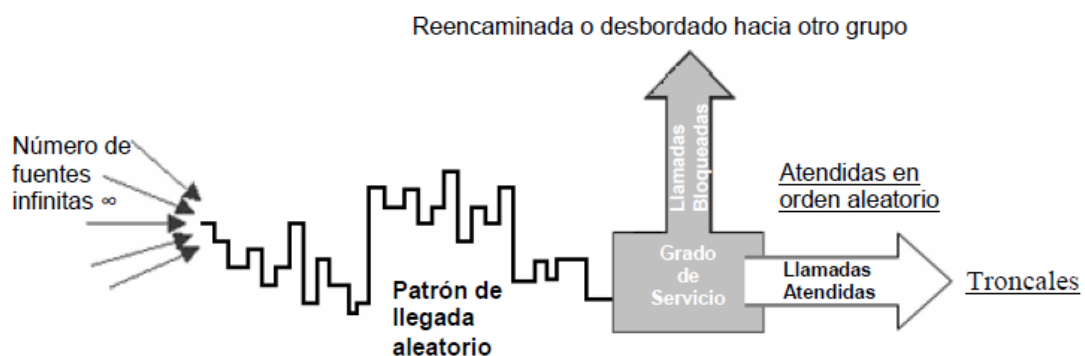 Reencaminada o desbordado hacia otro grupo
Número de
fuentes
infinitas ∞
Llamadas
Bloqueadas
Atendidas en
orden aleatorio
Grado
de
Servicio
Llamadas
Atendidas
Troncales
Patrón de
llegada
aleatorio